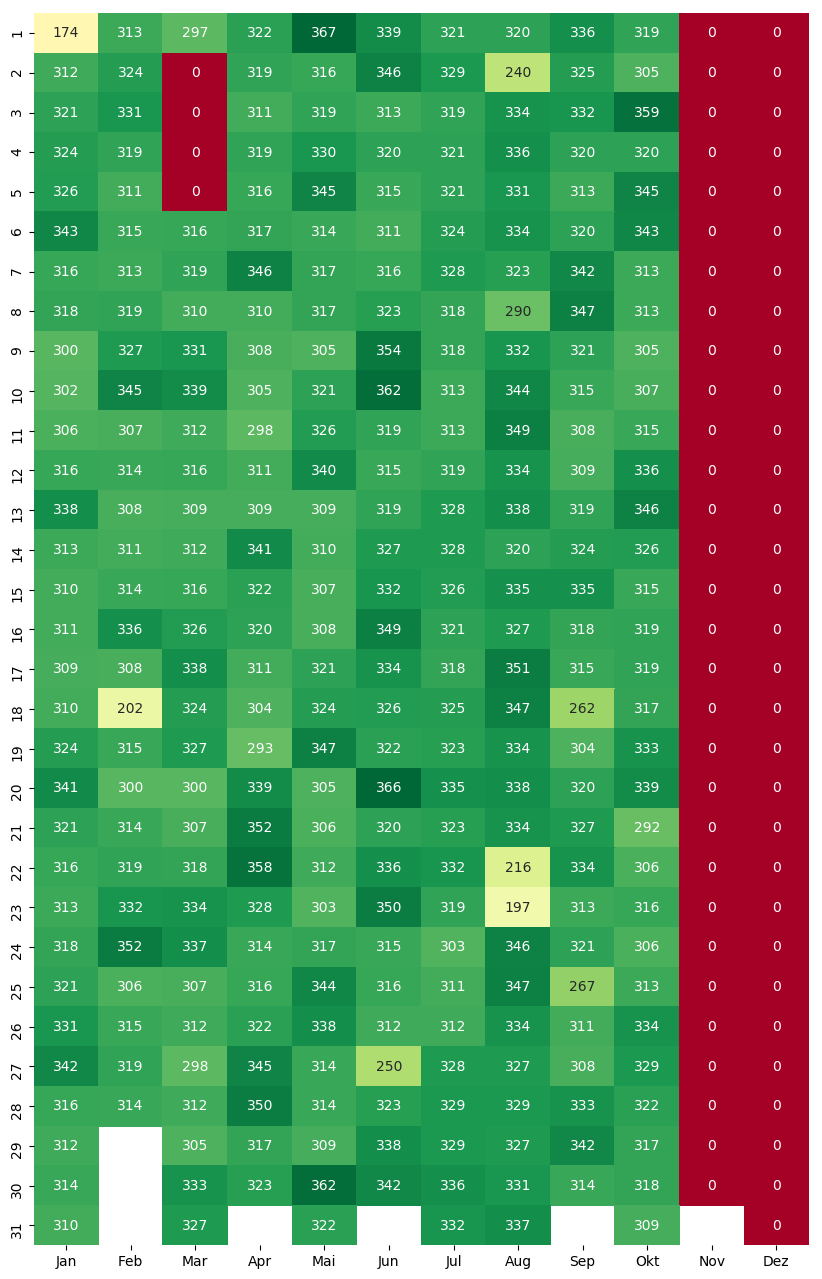 1 174 313 297 322 367 339 321 320 336 319 0 0
2 312 324 0 319 316 346 329 240 325 305 0 0
3 321 331 0 311 319 313 319 334 332 359 0 0
4 324 319 0 319 330 320 321 336 320 320 0 0
5 326 311 0 316 345 315 321 331 313 345 0 0
6 343 315 316 317 314 311 324 334 320 343 0 0
7 316 313 319 346 317 316 328 323 342 313 0 0
8 318 319 310 310 317 323 318 290 347 313 0 0
9 300 327 331 308 305 354 318 332 321 305 0 0
10 302 345 339 305 321 362 313 344 315 307 0 0
11 306 307 312 298 326 319 313 349 308 315 0 0
12 316 314 316 311 340 315 319 334 309 336 0 0
13 338 308 309 309 309 319 328 338 319 346 0 0
14 313 311 312 341 310 327 328 320 324 326 0 0
15 310 314 316 322 307 332 326 335 335 315 0 0
16 311 336 326 320 308 349 321 327 318 319 0 0
17 309 308 338 311 321 334 318 351 315 319 0 0
18 310 202 324 304 324 326 325 347 262 317 0 0
19 324 315 327 293 347 322 323 334 304 333 0 0
20 341 300 300 339 305 366 335 338 320 339 0 0
21 321 314 307 352 306 320 323 334 327 292 0 0
22 316 319 318 358 312 336 332 216 334 306 0 0
23 313 332 334 328 303 350 319 197 313 316 0 0
24 318 352 337 314 317 315 303 346 321 306 0 0
25 321 306 307 316 344 316 311 347 267 313 0 0
26 331 315 312 322 338 312 312 334 311 334 0 0
27 342 319 298 345 314 250 328 327 308 329 0 0
28 316 314 312 350 314 323 329 329 333 322 0 0
29 312 305 317 309 338 329 327 342 317 0 0
30 314 333 323 362 342 336 331 314 318 0 0
31 310 327 322 332 337 309 0
Jan Feb Mar Apr Mai Jun Jul Aug Sep Okt Nov Dez